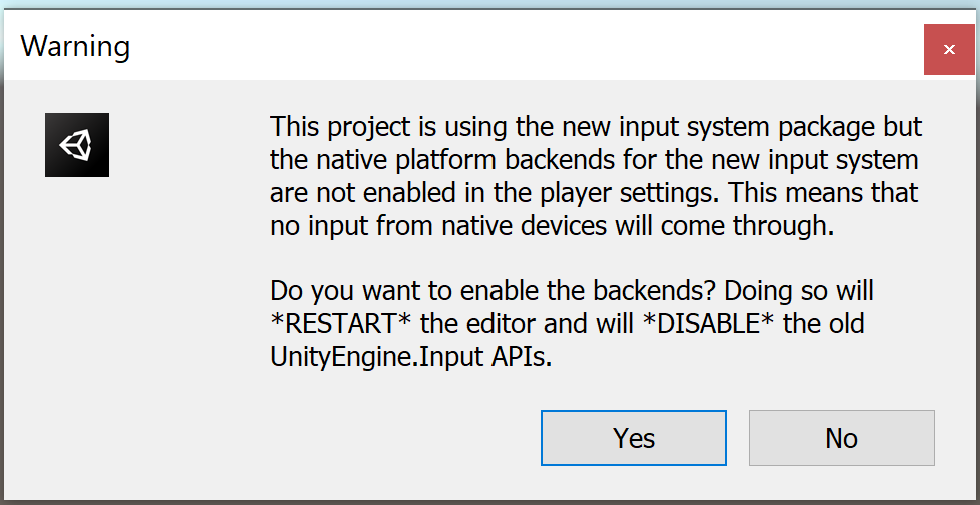 Warning
This project is using the new input system package but
the native platform backends for the new input system
are not enabled in the player settings. This means that
no input from native devices will come through.
Do you want to enable the backends? Doing so will
*RESTART* the editor and will *DISABLE* the old
UnityEngine.Input APIs.
Yes
No